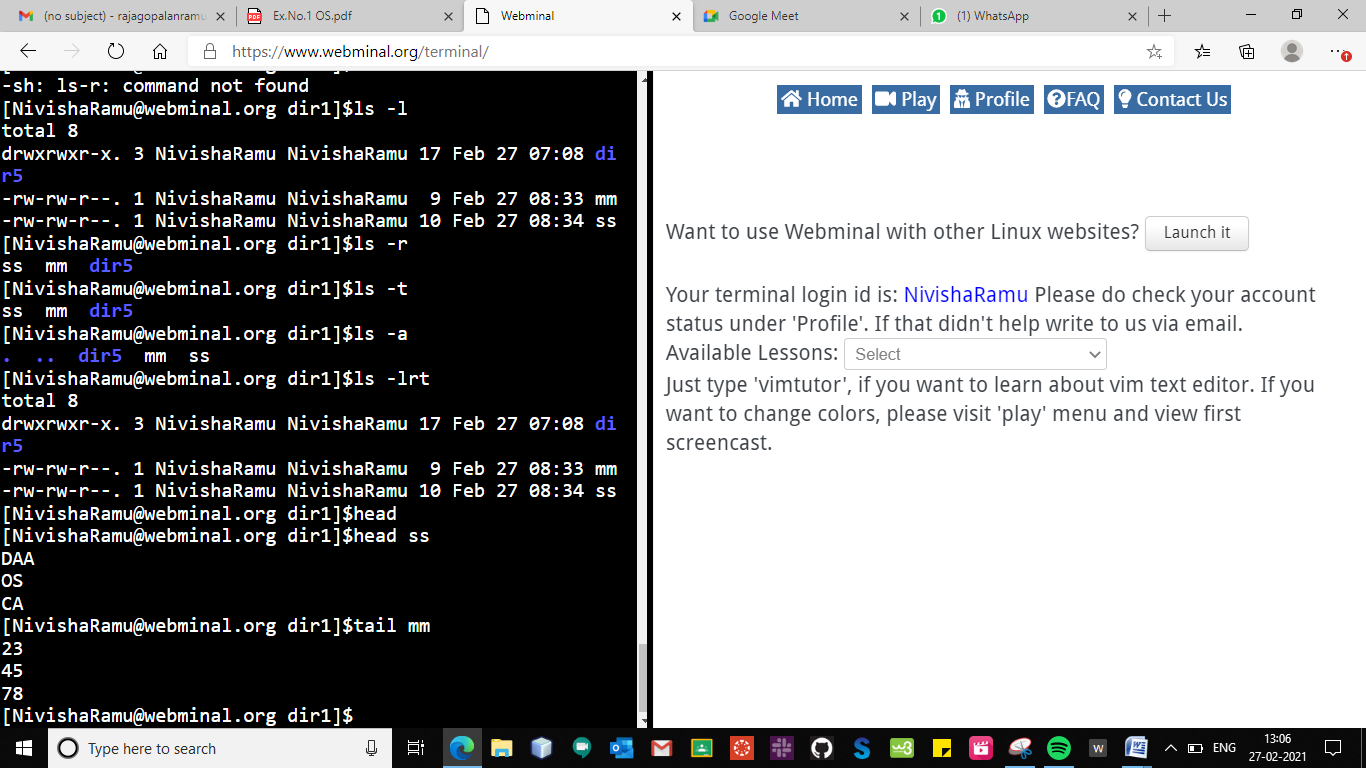 (no subject) - rajagopalanramu
Ex.No.1 OS.pdf
Webminal
Google Meet
(1) WhatsApp
https://www.webminal.org/terminal/
-sh: ls-r: command not found
[NivishaRamu@webminal.org dir1]$ls -l
total 8
drwxrwxr-x. 3 NivishaRamu NivishaRamu 17 Feb 27 07:08 di
r5
-rw-rw-r--. 1 NivishaRamu NivishaRamu  9 Feb 27 08:33 mm
-rw-rw-r--. 1 NivishaRamu NivishaRamu 10 Feb 27 08:34 ss
[NivishaRamu@webminal.org dir1]$ls -r
ss  mm  dir5
[NivishaRamu@webminal.org dir1]$ls -t
ss  mm  dir5
[NivishaRamu@webminal.org dir1]$ls -a
.  ..  dir5  mm  ss
[NivishaRamu@webminal.org dir1]$ls -lrt
total 8
drwxrwxr-x. 3 NivishaRamu NivishaRamu 17 Feb 27 07:08 di
r5
-rw-rw-r--. 1 NivishaRamu NivishaRamu  9 Feb 27 08:33 mm
-rw-rw-r--. 1 NivishaRamu NivishaRamu 10 Feb 27 08:34 ss
[NivishaRamu@webminal.org dir1]$head
[NivishaRamu@webminal.org dir1]$head ss
DAA
OS
CA
[NivishaRamu@webminal.org dir1]$tail mm
23
45
78
[NivishaRamu@webminal.org dir1]$
Home Play Profile FAQ Contact Us
Want to use Webminal with other Linux websites? Launch it
Your terminal login id is: NivishaRamu Please do check your account
status under 'Profile'. If that didn't help write to us via email.
Available Lessons: Select
Just type 'vimtutor', if you want to learn about vim text editor. If you
want to change colors, please visit 'play' menu and view first
screencast.
Type here to search
ENG
13:06
27-02-2021